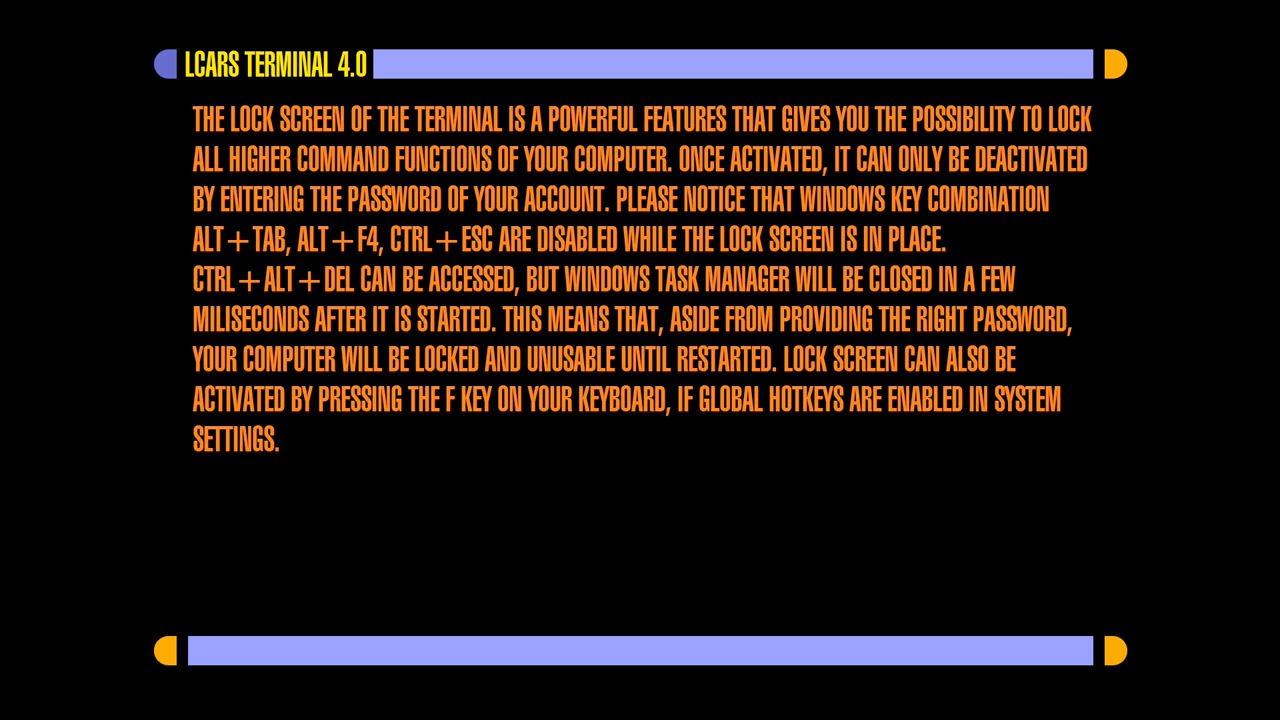 LCARS TERMINAL 4.0
THE LOCK SCREEN OF THE TERMINAL IS A POWERFUL FEATURES THAT GIVES YOU THE POSSIBILITY TO LOCK
ALL HIGHER COMMAND FUNCTIONS OF YOUR COMPUTER. ONCE ACTIVATED, IT CAN ONLY BE DEACTIVATED
BY ENTERING THE PASSWORD OF YOUR ACCOUNT. PLEASE NOTICE THAT WINDOWS KEY COMBINATION
ALT+TAB, ALT+F4, CTRL+ESC ARE DISABLED WHILE THE LOCK SCREEN IS IN PLACE.
CTRL+ALT+DEL CAN BE ACCESSED, BUT WINDOWS TASK MANAGER WILL BE CLOSED IN A FEW
MILISECONDS AFTER IT IS STARTED. THIS MEANS THAT, ASIDE FROM PROVIDING THE RIGHT PASSWORD,
YOUR COMPUTER WILL BE LOCKED AND UNUSABLE UNTIL RESTARTED. LOCK SCREEN CAN ALSO BE
ACTIVATED BY PRESSING THE F KEY ON YOUR KEYBOARD, IF GLOBAL HOTKEYS ARE ENABLED IN SYSTEM
SETTINGS.